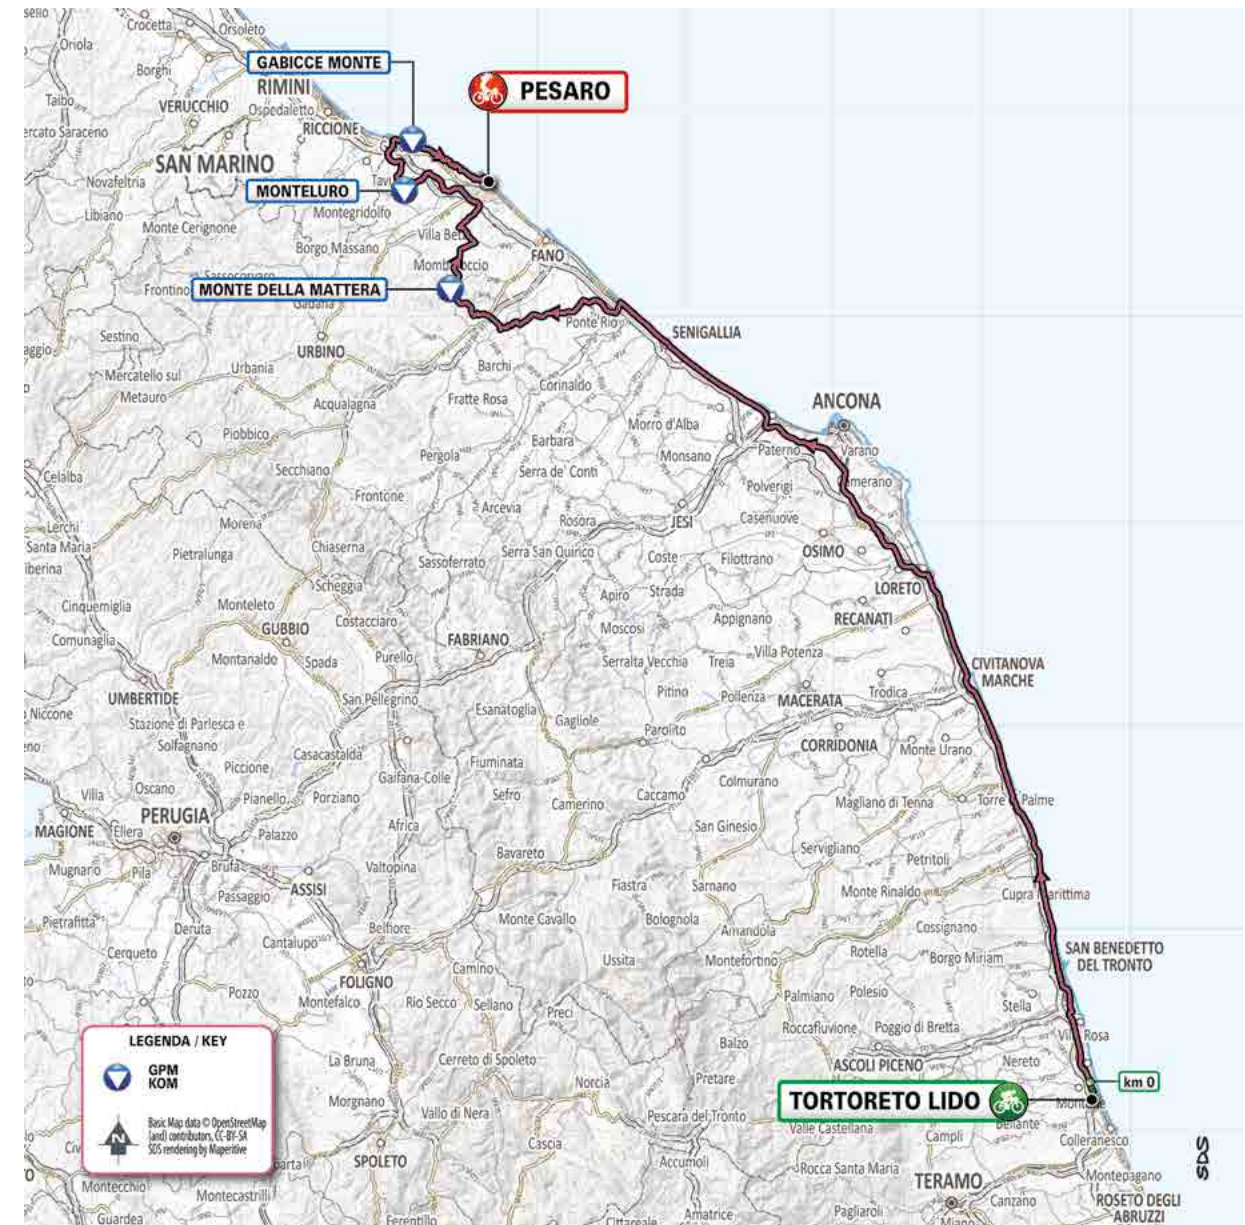 Crocetta
Orsoleto
Oriola
GABICCE MONTE
Borghi
RIMINI
PESARO
Taibo
VERUCCHIO
Ospedaletto
RICCIONE
SAN MARINO
Novafeltria
MONTELURO
Libiano
Montegridolfo
Monte Cerignone
Borgo Massano
FANO
MONTE DELLA MATTERA
Ponte Rio
SENIGALLIA
Sestino
URBINO
Barchi
Mercatello sul
Metauro
Urbania
Corinaldo
Acqualagna
Fratte Rosa
ANCONA
Morro d'Alba
Piobbico
Pergola
Barbara
Monsano
Paterno
Varano
Secchiano
Serra de' Conti
Celalba
Polverigi
Frontone
Arcevia
Lerchi
Morena
Rosora
JESI
Casenuove
Santa Maria
Pietralunga
Chiaserna
Sassoferrato
Serra San Quirico
Coste
Filottrano
OSIMO
Scheggia
LORETO
Cinquemiglia
Monteleto
Costacciaro
Apiro
Strada
Appignano
RECANATI
Comunaglia
GUBBIO
FABRIANO
Moscosi
Montanaldo
Spada
Purello
Serralta Vecchia
Treia
Villa Potenza
CIVITANOVA
MARCHE
UMBERTIDE
San Pellegrino
Esanatoglia
Pitino
Pollenza
MACERATA
Trodica
Niccone
Stazione di Parlesca e
Solfagnano
Gagliole
Parolito
CORRIDONIA
Monte Urano
Casacastalda
Piccione
Gaifana-Colle
Fiuminata
Colmurano
Villa
Oscano
Pianello
Porziano
Sefro
Camerino
Caccamo
Magliano di Tenna
Torre
Palme
MAGIONE
Ellera
PERUGIA
Palazzo
Africa
San Ginesio
Servigliano
Mugnano
Pila
Brufa
ASSISI
Valtopina
Bavareto
Petritoli
Passaggio
Fiastra
Sarnano
Monte Rinaldo
Cupra Marittima
Pietrafitta
Deruta
Belfiore
Monte Cavallo
Bolognola
Amandola
Cossignano
Cerqueto
Cantalupo
Ussita
Montefortino
Rotella
Borgo Miriam
SAN BENEDETTO
DEL TRONTO
FOLIGNO
Camino
Pozzo
Montefalco
Rio Secco
Sellano
Preci
Palmiano
Polesio
Stella
LEGENDA / KEY
Roccafluvione
Poggio di Bretta
Villa Rosa
GPM
KOM
La Bruna
Cerreto di Spoleto
Balzo
ASCOLI PICENO
Nereto
Norcia
Pretare
km 0
Morgnano
TORTORETO LIDO
Basic Map data © OpenStreetMap
(and) contributors, CC-BY-SA
SDS rendering by Maperitive
N
Vallo di Nera
Pescara del Tronto
Valle Castellana
Bellante
Campli
Colleranesco
Cascia
SPOLETO
Accumoli
Rocca Santa Maria
Montepagano
SDS
Montecchio
Montecastrilli
TERAMO
Canzano
ROSETO DEGLI
ABRUZZI
Guardea
Ferentillo
Cittareale
Amatrice
Pagliaroli